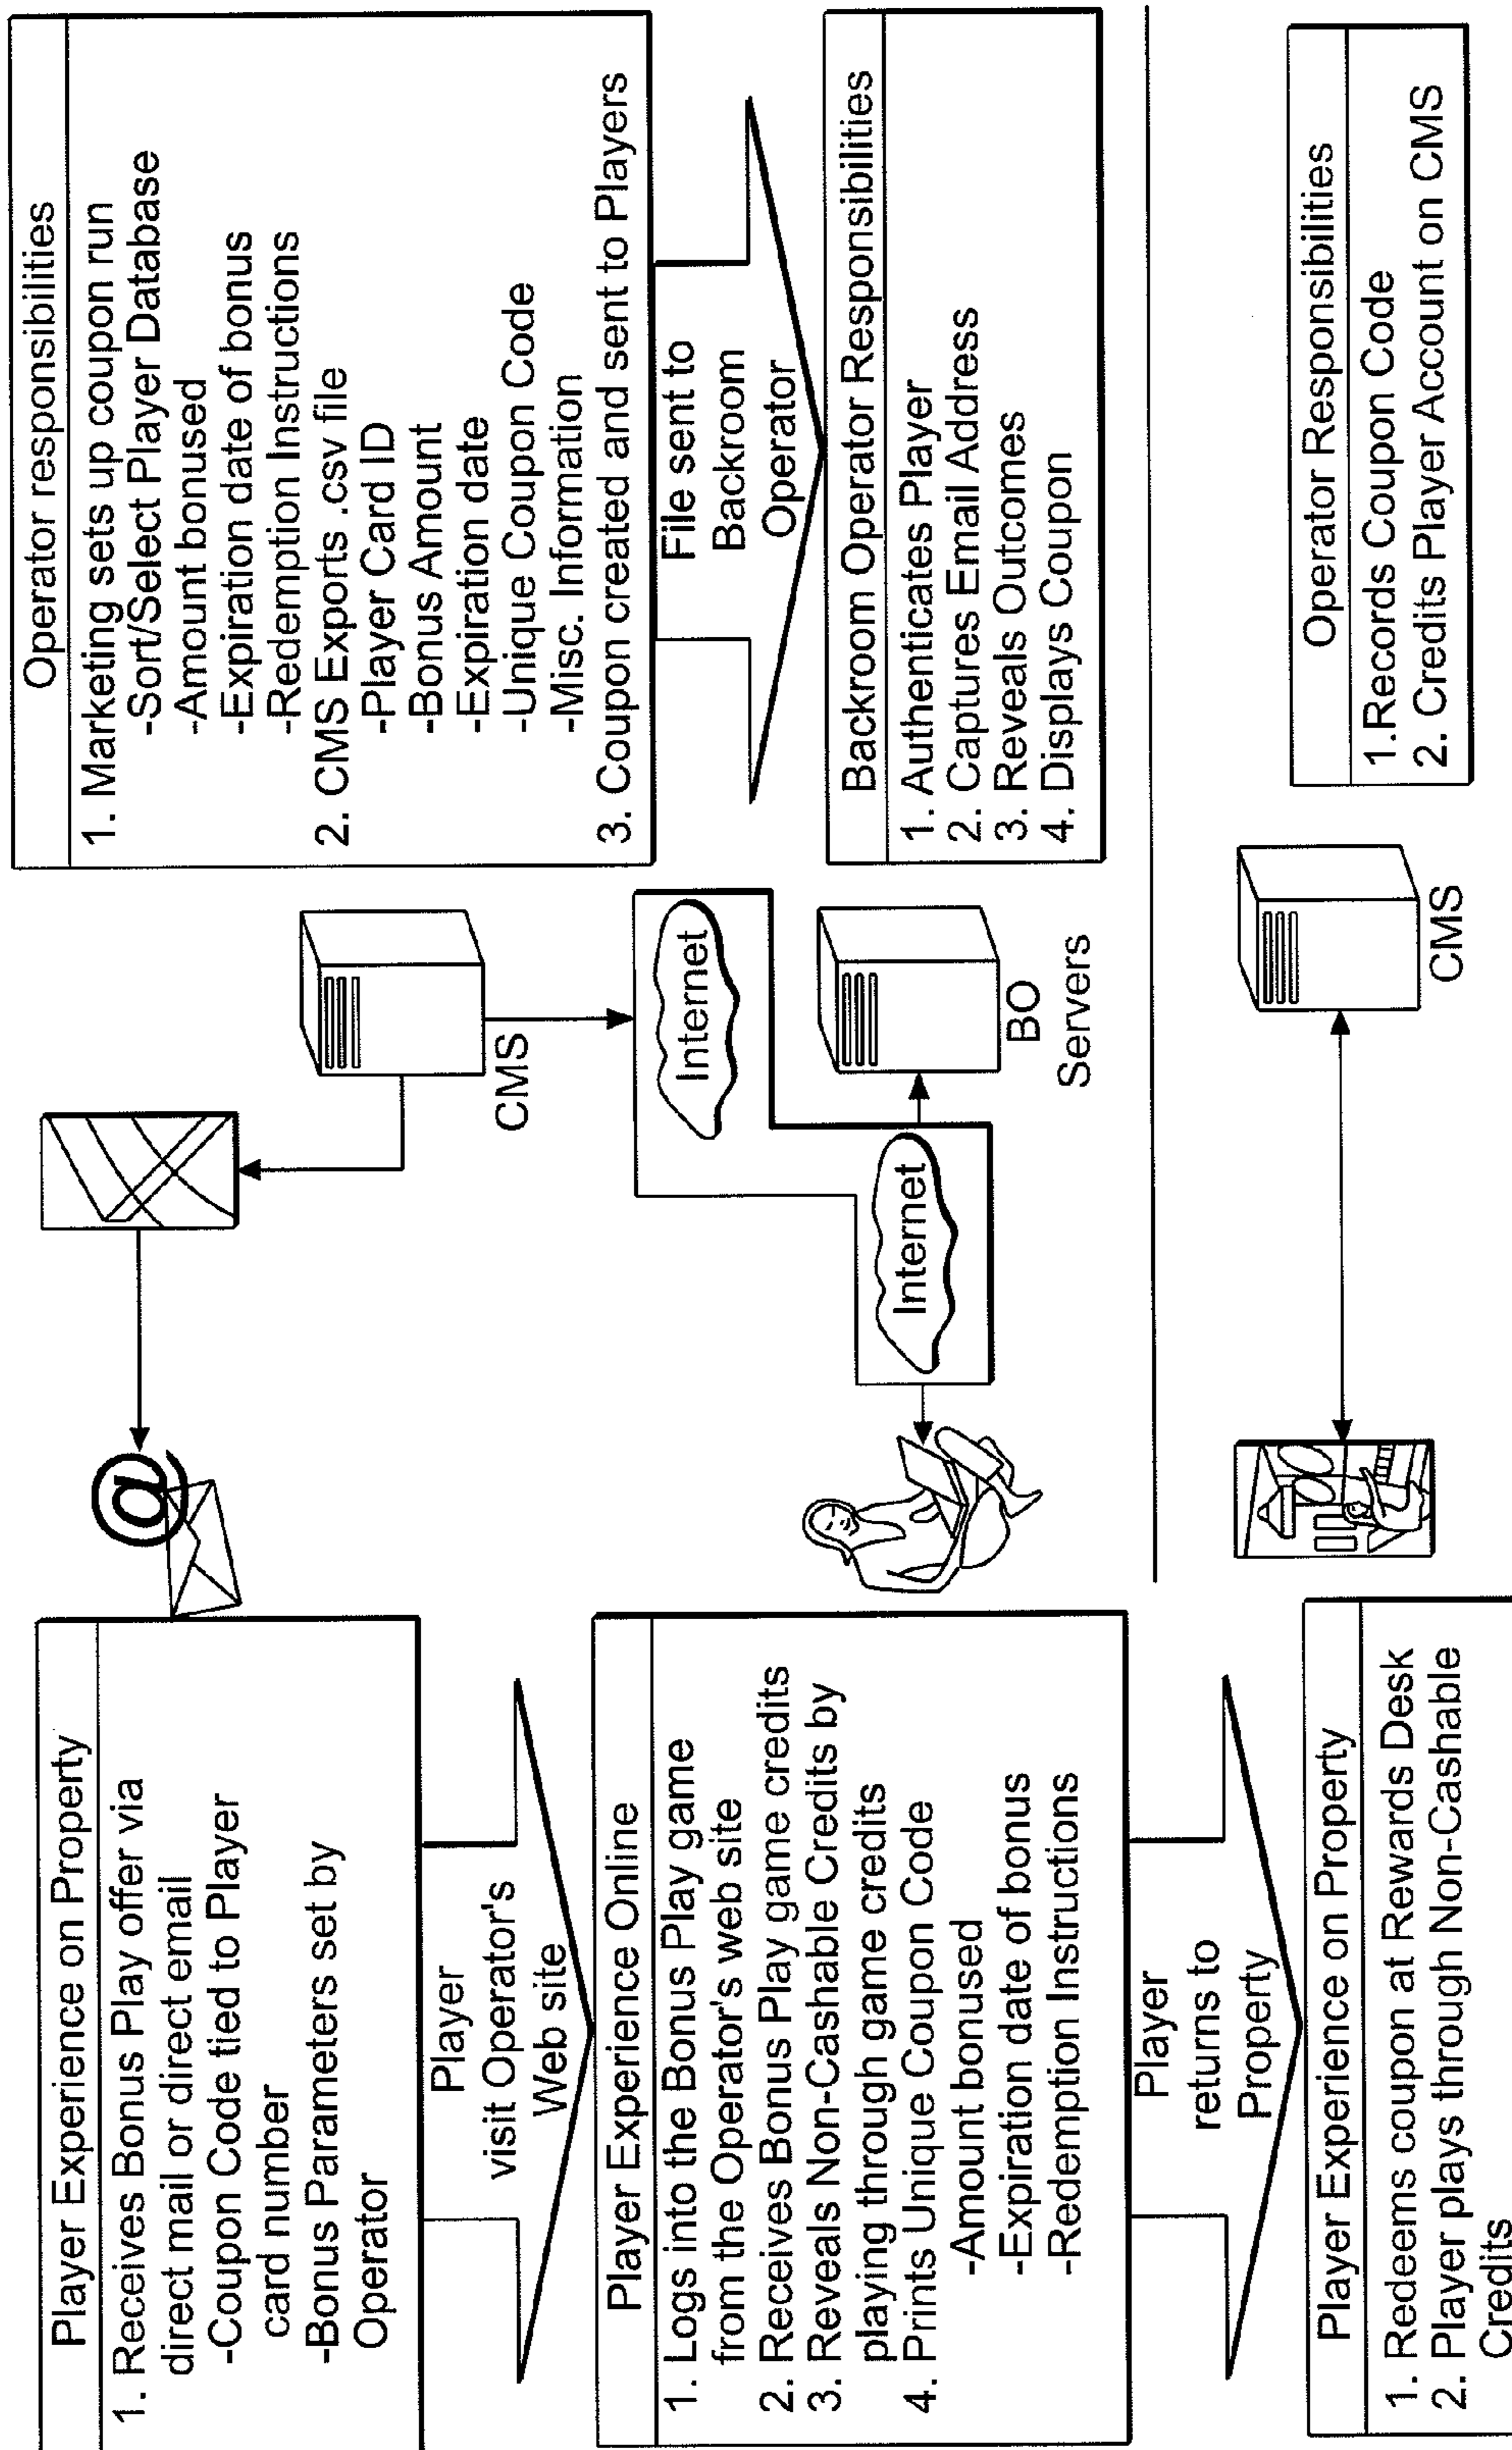 Player Experience on Property
1. Receives Bonus Play offer via
direct mail or direct email
-Coupon Code tied to Player
card number
-Bonus Parameters set by
Operator
Player
visit Operator's
Web site
Player Experience Online
1. Logs into the Bonus Play game
from the Operator's web site
2. Receives Bonus Play game credits
3. Reveals Non-Cashable Credits by
playing through game credits
4. Prints Unique Coupon Code
-Amount bonused
-Expiration date of bonus
-Redemption Instructions
Player
returns to
Property
Player Experience on Property
1. Redeems coupon at Rewards Desk
2. Player plays through Non-Cashable
Credits
@
CMS
Internet
Internet
BO
Servers
CMS
Operator responsibilities
1. Marketing sets up coupon run
-Sort/Select Player Database
-Amount bonused
-Expiration date of bonus
-Redemption Instructions
2. CMS Exports .csv file
-Player Card ID
-Bonus Amount
-Expiration date
-Unique Coupon Code
-Misc. Information
3. Coupon created and sent to Players
File sent to
Backroom
Operator
Backroom Operator Responsibilities
1. Authenticates Player
2. Captures Email Address
3. Reveals Outcomes
4. Displays Coupon
Operator Responsibilities
1.Records Coupon Code
2. Credits Player Account on CMS